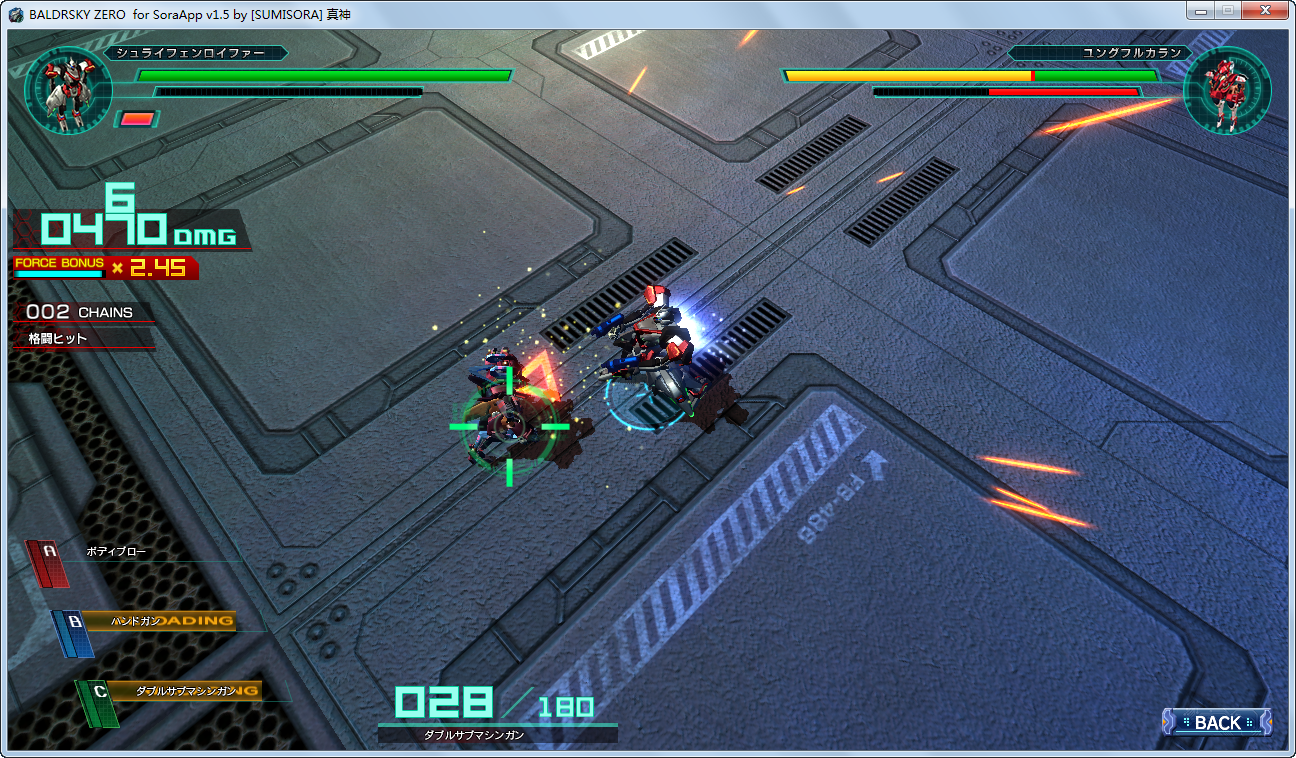 BALDRSKY ZERO for SoraApp v1.5 by [SUMISORA] 真神
シュライフェンロイファー
コングフルカラン
6
0470 DMG
FORCE BONUS × 2.45
002 CHAINS
格闘ヒット
FB-488
A ボディブロー
B ハンドガン ADING
C ダブルサブマシンガン NG
028 / 180
ダブルサブマシンガン
BACK